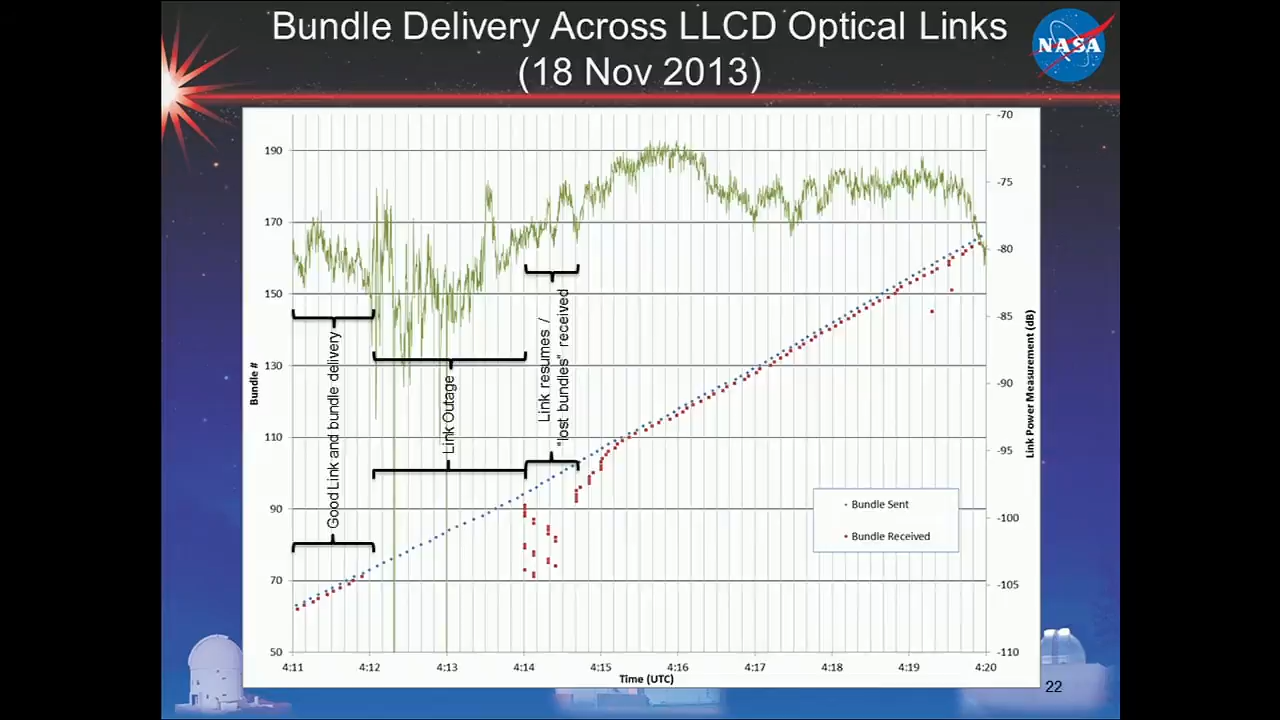 Bundle Delivery Across LLCD Optical Links
(18 Nov 2013)
NASA
190
170
150
130
110
90
70
50
Bundle #
-70
-75
-80
-85
-90
-95
-100
-105
-110
Link Power Measurement (dB)
Good Link and bundle delivery
Link Outage
Link resumes /
"lost bundles" received
Bundle Sent
Bundle Received
4:11 4:12 4:13 4:14 4:15 4:16 4:17 4:18 4:19 4:20
Time (UTC)
22